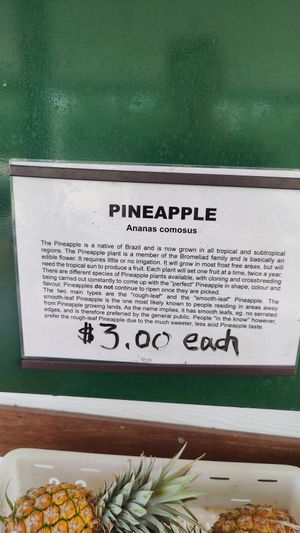 PINEAPPLE
Ananas comosus
The Pineapple is a native of Brazil and is now grown in all tropical and subtropical
regions. The Pineapple plant is a member of the Bromeliad family and is basically an
edible flower. It requires little or no irrigation. It will grow in most frost free areas, but will
need the tropical sun to produce a fruit. Each plant will set one fruit at a time, twice a year.
There are different species of Pineapple plants available, with cloning and crossbreeding
being carried out constantly to come up with the "perfect" Pineapple in shape, colour and
flavour. Pineapples do not continue to ripen once they are picked.
The two main types are the "rough-leaf" and the "smooth-leaf" Pineapple. The
smooth-leaf Pineapple is the one most likely known to people residing in areas away
from Pineapple growing lands. As the name implies, it has smooth leafs, eg. no serrated
edges, and is therefore preferred by the general public. People "in the know" however,
prefer the rough-leaf Pineapple due to the much sweeter, less acid Pineapple taste.
$3.00 each